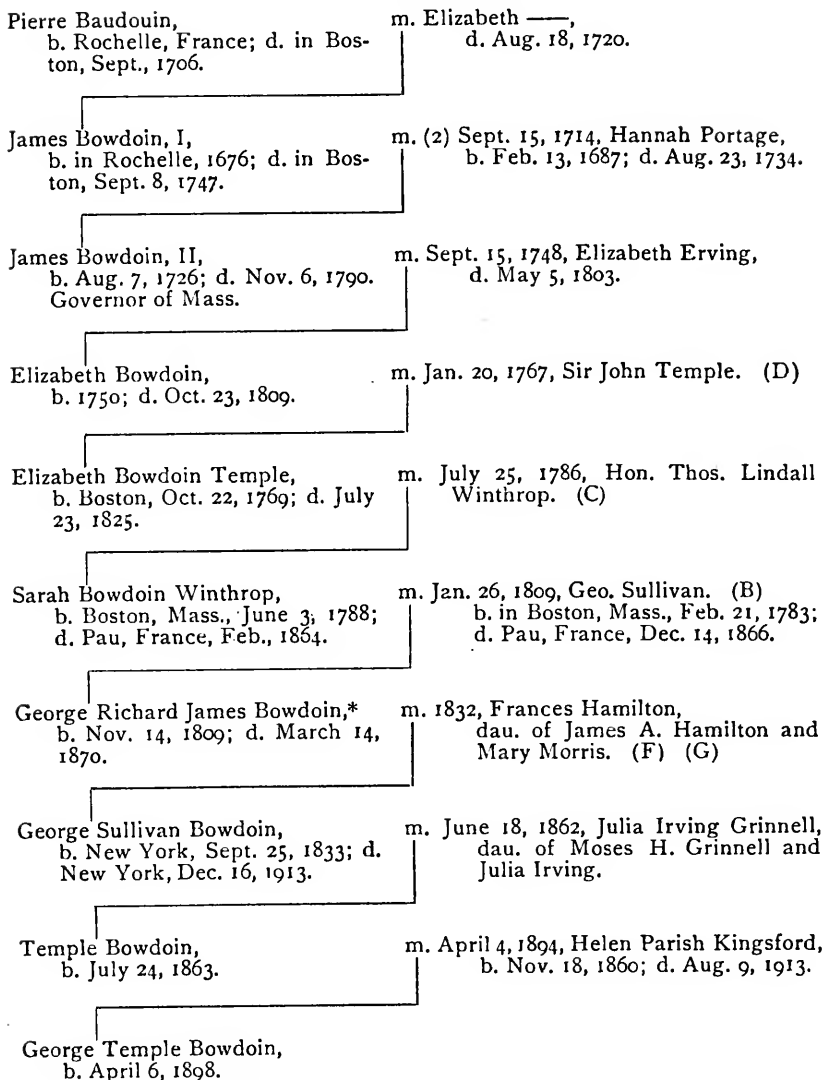 Pierre Baudouin,
b. Rochelle, France; d. in Bos-
ton, Sept., 1706.
m. Elizabeth ——,
d. Aug. 18, 1720.
James Bowdoin, I,
b. in Rochelle, 1676; d. in Bos-
ton, Sept. 8, 1747.
m. (2) Sept. 15, 1714, Hannah Portage,
b. Feb. 13, 1687; d. Aug. 23, 1734.
James Bowdoin, II,
b. Aug. 7, 1726; d. Nov. 6, 1790.
Governor of Mass.
m. Sept. 15, 1748, Elizabeth Erving,
d. May 5, 1803.
Elizabeth Bowdoin,
b. 1750; d. Oct. 23, 1809.
m. Jan. 20, 1767, Sir John Temple. (D)
Elizabeth Bowdoin Temple,
b. Boston, Oct. 22, 1769; d. July
23, 1825.
m. July 25, 1786, Hon. Thos. Lindall
Winthrop. (C)
Sarah Bowdoin Winthrop,
b. Boston, Mass., June 3, 1788;
d. Pau, France, Feb., 1864.
m. Jan. 26, 1809, Geo. Sullivan. (B)
b. in Boston, Mass., Feb. 21, 1783;
d. Pau, France, Dec. 14, 1866.
George Richard James Bowdoin,*
b. Nov. 14, 1809; d. March 14,
1870.
m. 1832, Frances Hamilton,
dau. of James A. Hamilton and
Mary Morris. (F) (G)
George Sullivan Bowdoin,
b. New York, Sept. 25, 1833; d.
New York, Dec. 16, 1913.
m. June 18, 1862, Julia Irving Grinnell,
dau. of Moses H. Grinnell and
Julia Irving.
Temple Bowdoin,
b. July 24, 1863.
m. April 4, 1894, Helen Parish Kingsford,
b. Nov. 18, 1860; d. Aug. 9, 1913.
George Temple Bowdoin,
b. April 6, 1898.